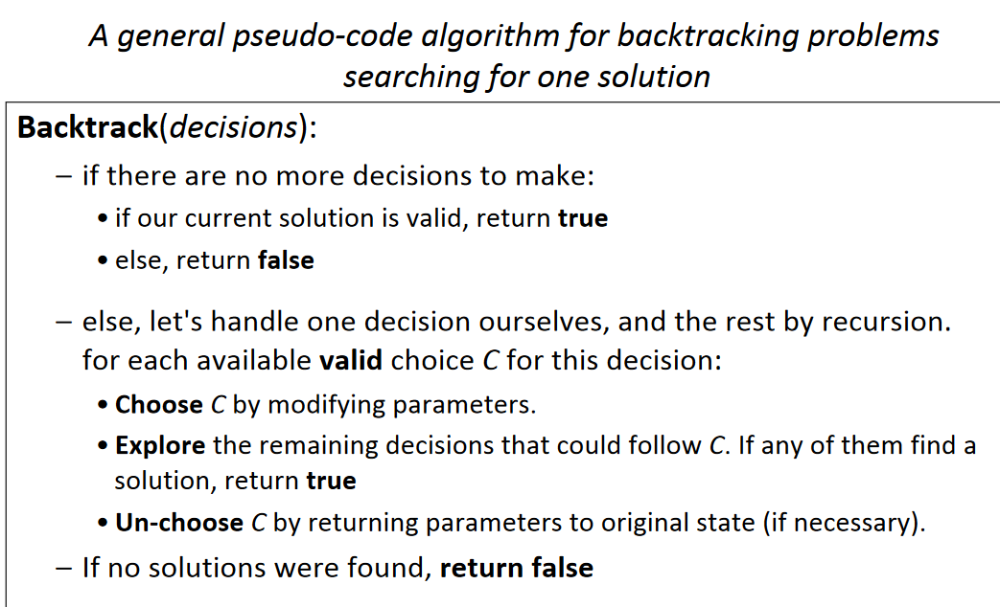 A general pseudo-code algorithm for backtracking problems
searching for one solution
Backtrack(decisions):
– if there are no more decisions to make:
• if our current solution is valid, return true
• else, return false
– else, let's handle one decision ourselves, and the rest by recursion.
for each available valid choice C for this decision:
• Choose C by modifying parameters.
• Explore the remaining decisions that could follow C. If any of them find a
solution, return true
• Un-choose C by returning parameters to original state (if necessary).
– If no solutions were found, return false